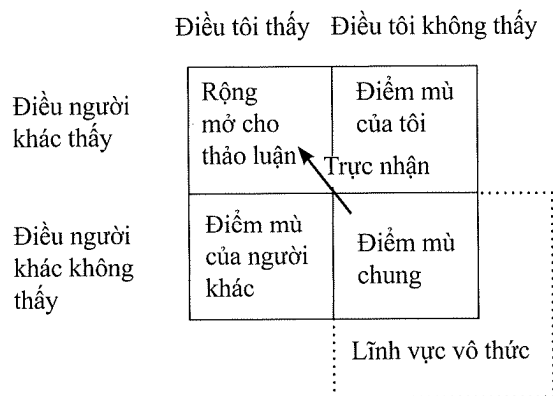 Điều tôi thấy Điều tôi không thấy
Điều người
khác thấy
Rộng
mở cho
thảo luận
Điểm mù
của tôi
Trực nhận
Điều người
khác không
thấy
Điểm mù
của người
khác
Điểm mù
chung
Lĩnh vực vô thức